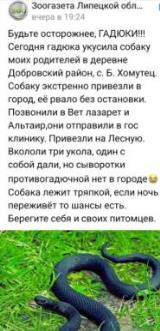 Зоогазета Липецкой обл...
вчера в 19:24
Будьте осторожнее, ГАДЮКИ!!!
Сегодня гадюка укусила собаку
моих родителей в деревне
Добровский район, с. Б. Хомутец.
Собаку экстренно привезли в
город, её рвало без остановки.
Позвонили в Вет лазарет и
Альтаир,они отправили в гос
клинику. Привезли на Лесную.
Вкололи три укола, один с
собой дали, но сыворотки
противогадючной нет в городе😂
Собака лежит тряпкой, если ночь
переживёт то шансы есть.
Берегите себя и своих питомцев.